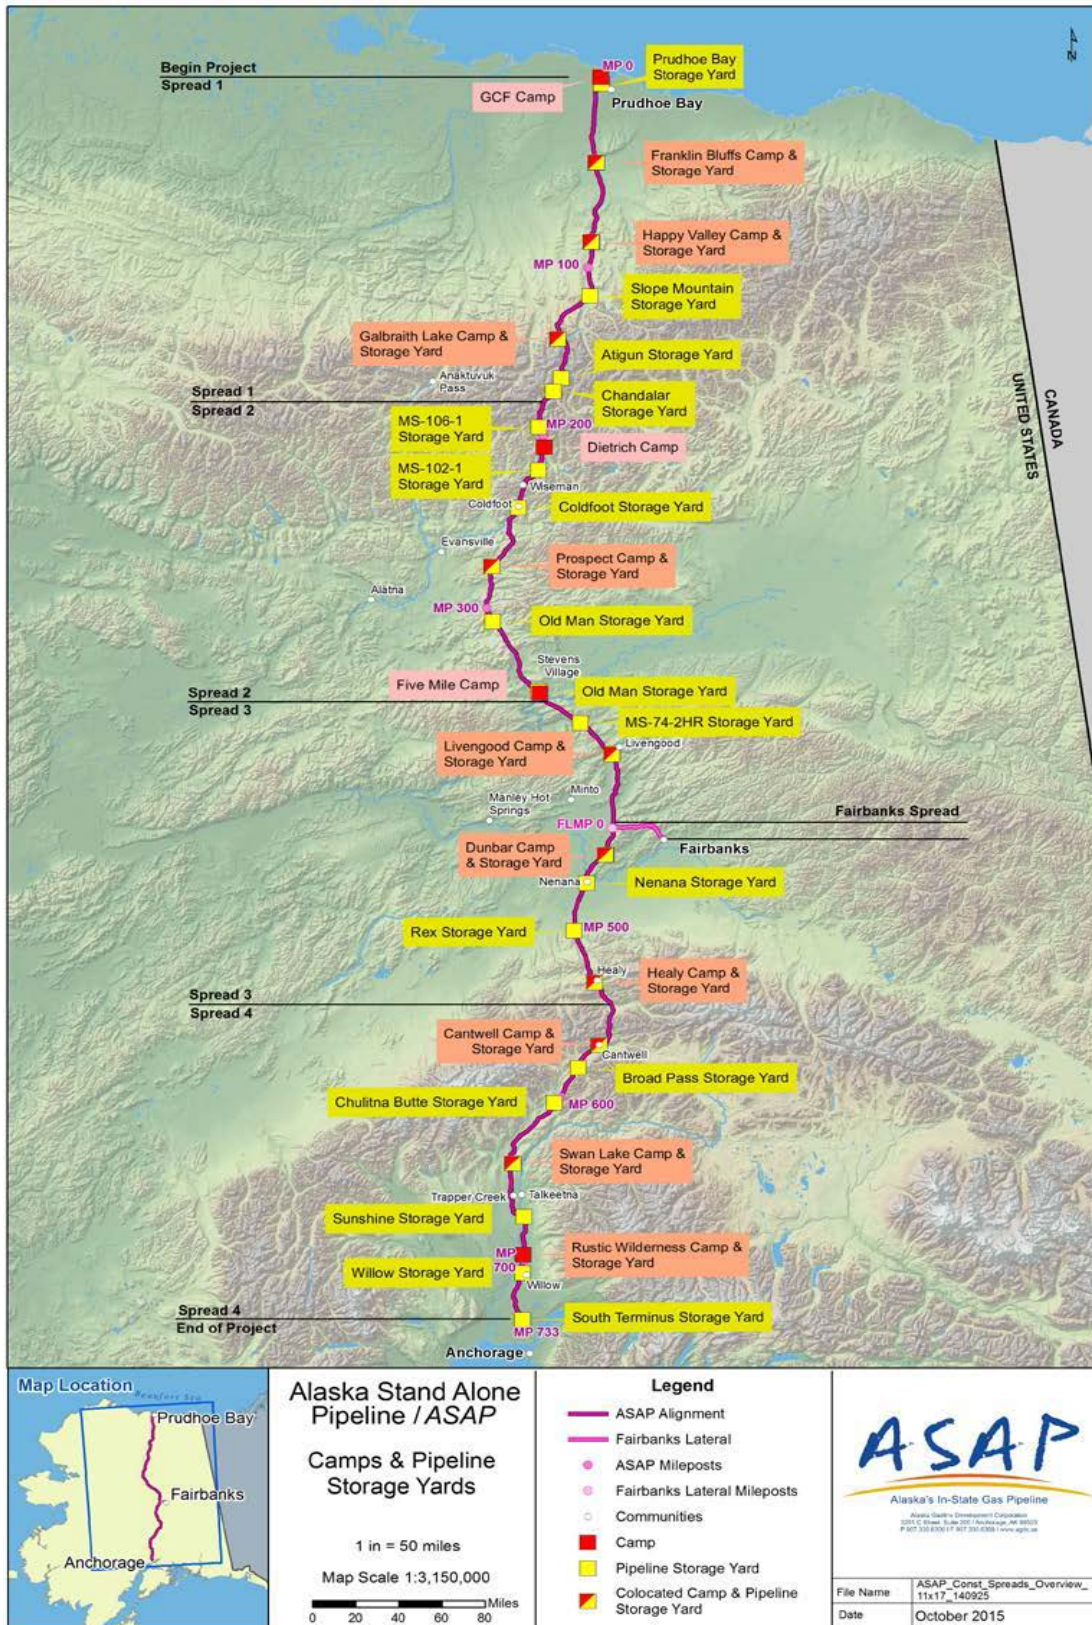 MP 0
Prudhoe Bay
Storage Yard
Begin Project
Spread 1
GCF Camp
Prudhoe Bay
Franklin Bluffs Camp &
Storage Yard
Happy Valley Camp &
Storage Yard
MP 100
Slope Mountain
Storage Yard
Galbraith Lake Camp &
Storage Yard
Atigun Storage Yard
Anaktuvuk
Pass
Spread 1
Spread 2
Chandalar
Storage Yard
MS-106-1
Storage Yard
MP 200
Dietrich Camp
MS-102-1
Storage Yard
Wiseman
Coldfoot
Coldfoot Storage Yard
CANADA
UNITED STATES
Evansville
Prospect Camp &
Storage Yard
Alatna
MP 300
Old Man Storage Yard
Stevens
Village
Five Mile Camp
Old Man Storage Yard
Spread 2
Spread 3
MS-74-2HR Storage Yard
Livengood Camp &
Storage Yard
Livengood
Minto
Manley Hot
Springs
Fairbanks Spread
FLMP 0
Fairbanks
Dunbar Camp
& Storage Yard
Nenana
Nenana Storage Yard
Rex Storage Yard
MP 500
Healy
Healy Camp &
Storage Yard
Spread 3
Spread 4
Cantwell Camp &
Storage Yard
Cantwell
Broad Pass Storage Yard
Chulitna Butte Storage Yard
MP 600
Swan Lake Camp &
Storage Yard
Trapper Creek
Talkeetna
Sunshine Storage Yard
Rustic Wilderness Camp &
Storage Yard
MP
700
Willow Storage Yard
Willow
Spread 4
End of Project
South Terminus Storage Yard
MP 733
Anchorage
N
Map Location
Beaufort Sea
Prudhoe Bay
Fairbanks
Anchorage
Alaska Stand Alone
Pipeline / ASAP
Camps & Pipeline
Storage Yards
1 in = 50 miles
Map Scale 1:3,150,000
0 20 40 60 80 Miles
Legend
ASAP Alignment
Fairbanks Lateral
ASAP Mileposts
Fairbanks Lateral Mileposts
Communities
Camp
Pipeline Storage Yard
Colocated Camp & Pipeline
Storage Yard
ASAP
Alaska's In-State Gas Pipeline
Alaska Gasline Development Corporation
File Name
ASAP_Const_Spreads_Overview_
11x17_140925
Date
October 2015